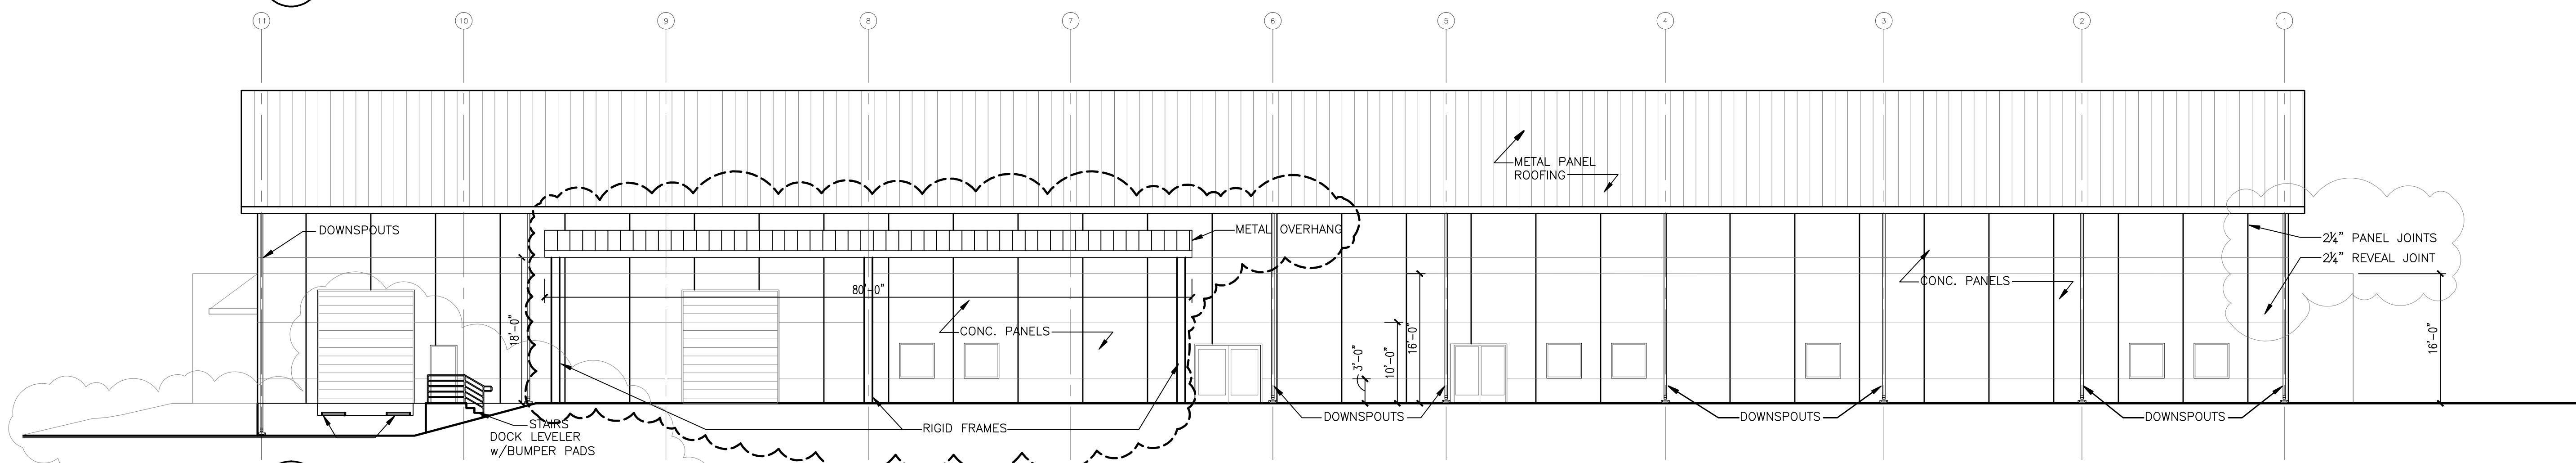 11
10
9
8
7
6
5
4
3
2
1
METAL PANEL
ROOFING
DOWNSPOUTS
METAL OVERHANG
2¼" PANEL JOINTS
2¼" REVEAL JOINT
CONC. PANELS
80'-0"
18'-0"
CONC. PANELS
3'-0"
10'-0"
16'-0"
16'-0"
STAIRS
DOCK LEVELER
w/BUMPER PADS
RIGID FRAMES
DOWNSPOUTS
DOWNSPOUTS
DOWNSPOUTS